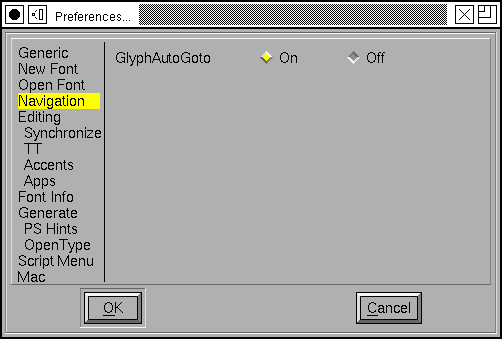 Preferences...
Generic
GlyphAutoGoto On Off
New Font
Open Font
Navigation
Editing
Synchronize
TT
Accents
Apps
Font Info
Generate
PS Hints
OpenType
Script Menu
Mac
OK Cancel